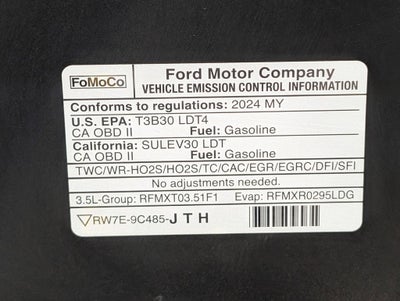 FoMoCo
Ford Motor Company
VEHICLE EMISSION CONTROL INFORMATION
Conforms to regulations: 2024 MY
U.S. EPA: T3B30 LDT4
CA OBD II Fuel: Gasoline
California: SULEV30 LDT
CA OBD II Fuel: Gasoline
TWC/WR-HO2S/HO2S/TC/CAC/EGR/EGRC/DFI/SFI
No adjustments needed.
3.5L-Group: RFMXT03.51F1 Evap: RFMXR0295LDG
RW7E-9C485-JTH